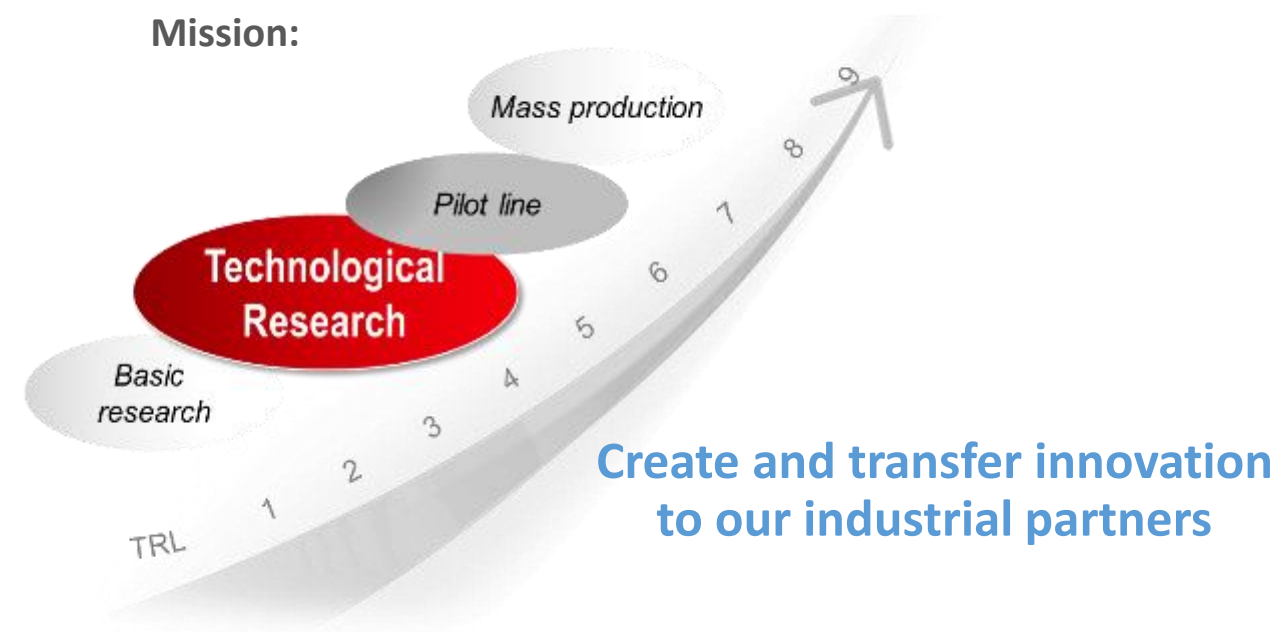 Mission:
Mass production
Pilot line
Technological
Research
Basic
research
TRL
1
2
3
4
5
6
7
8
9
Create and transfer innovation
to our industrial partners